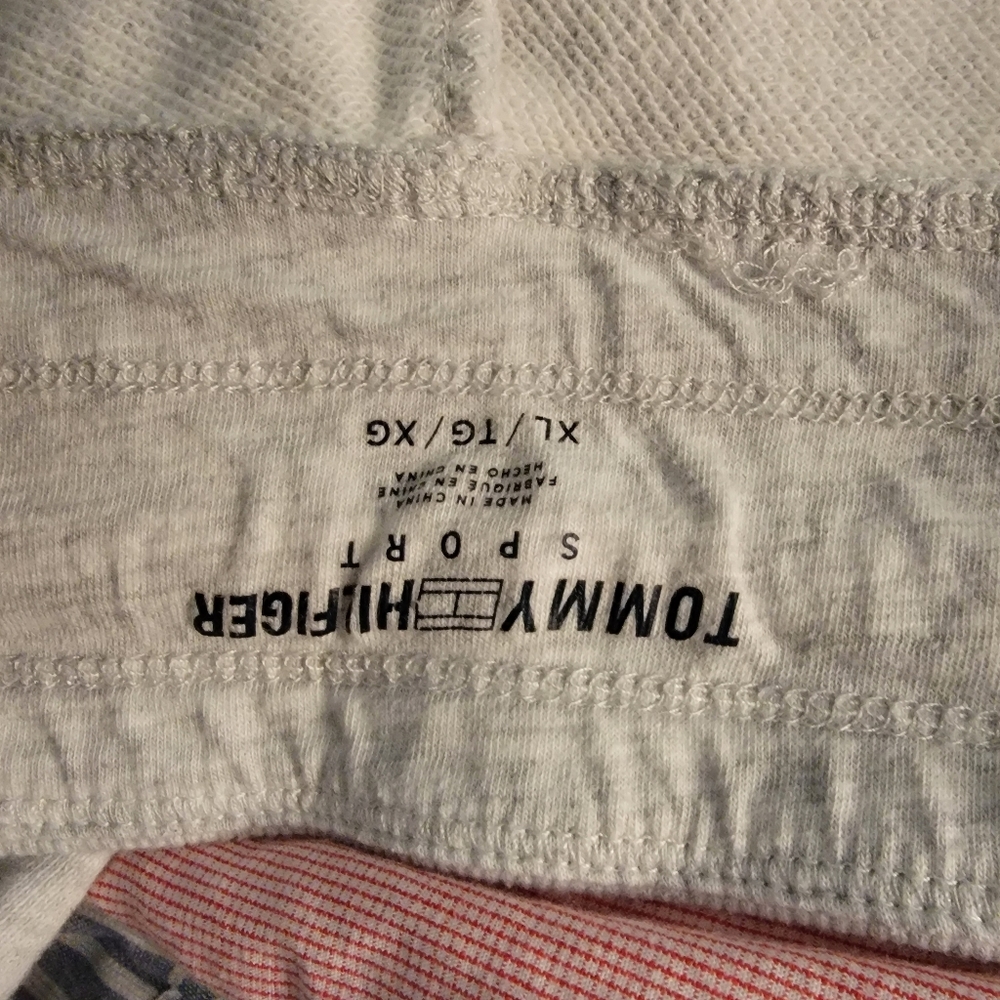 TOMMY HILFIGER
SPORT
MADE IN CHINA
FABRIQUÉ EN CHINE
HECHO EN CHINA
XL/TG/XG